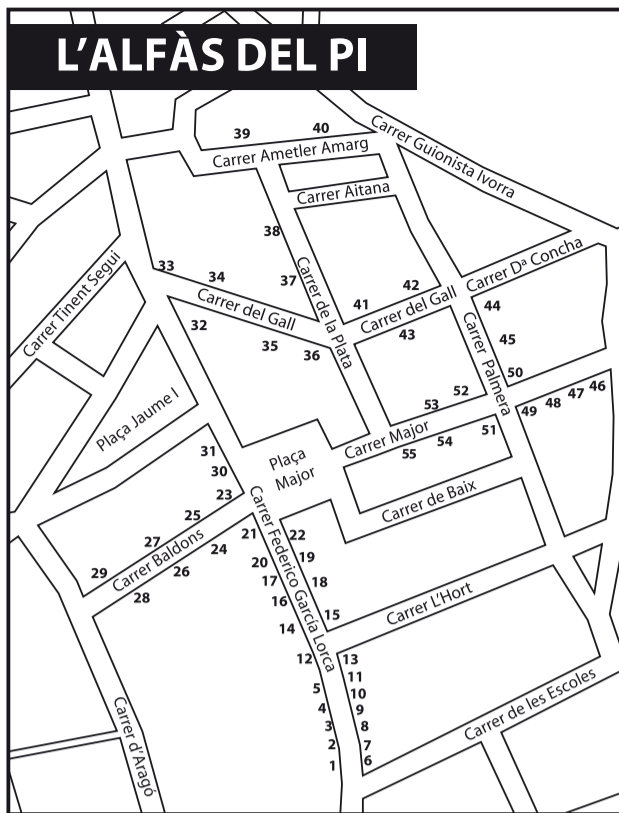 L’ALFÀS DEL PI
39
40
Carrer Guionista Ivorra
Carrer Ametler Amarg
Carrer Aitana
38
Carrer Tinent Segui
33
34
37
Carrer de la Plata
42
Carrer Dª Concha
41
Carrer del Gall
Carrer del Gall
44
32
43
45
35
36
Carrer Palmera
50
Plaça Jaume I
52
53
46
47
48
49
51
Carrer Major
54
55
31
30
Plaça
Major
23
Carrer de Baix
25
27
Carrer Baldons
24
26
28
29
21
22
Carrer Federico García Lorca
20
19
17
18
16
15
14
Carrer L’Hort
12
13
11
5
10
4
9
3
8
2
7
1
6
Carrer de les Escoles
Carrer d’Aragó